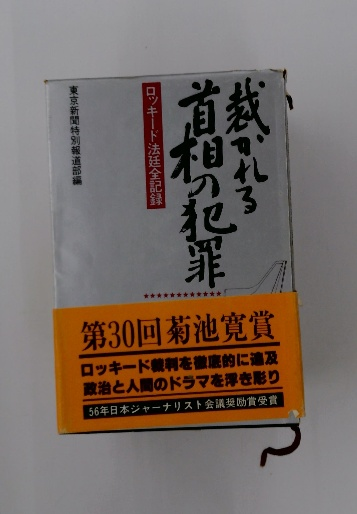 裁かれる
首相の犯罪
ロッキード法廷全記録
東京新聞特別報道部編
第30回菊池寛賞
ロッキード裁判を徹底的に追及
政治と人間のドラマを浮き彫り
56年日本ジャーナリスト会議奨励賞受賞